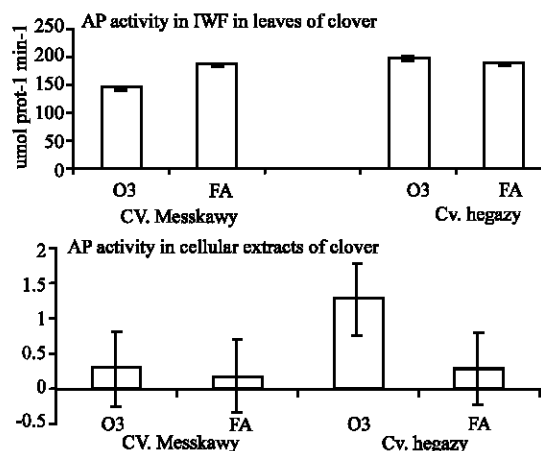 AP activity in IWF in leaves of clover
umol prot-1 min-1
250
200
150
100
50
0
O3 FA O3 FA
CV. Messkawy Cv. hegazy
AP activity in cellular extracts of clover
2
1.5
1
0.5
0
-0.5
O3 FA O3 FA
CV. Messkawy Cv. hegazy